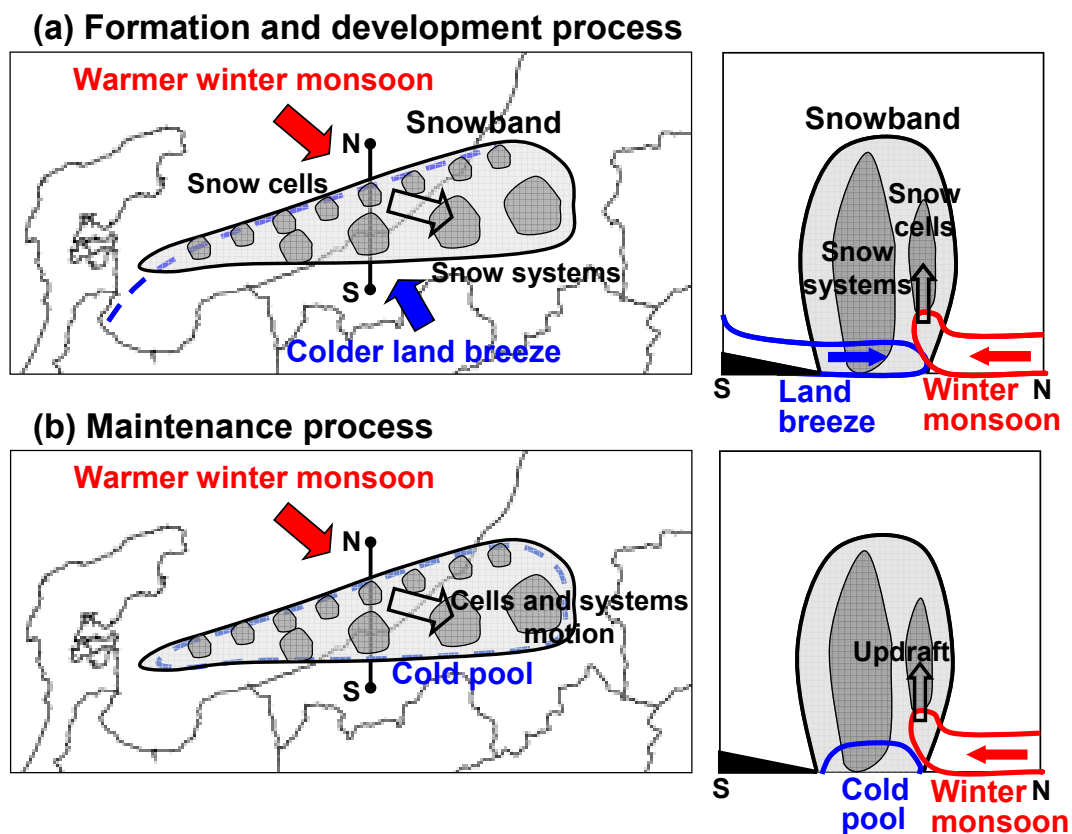 (a) Formation and development process
Warmer winter monsoon
Snowband
N
Snow cells
Snow systems
S
Colder land breeze
Snowband
Snow
cells
Snow
systems
S
Land
breeze
Winter
monsoon
N
(b) Maintenance process
Warmer winter monsoon
N
Cells and systems
motion
Cold pool
S
Updraft
S
Cold
pool
Winter
monsoon
N